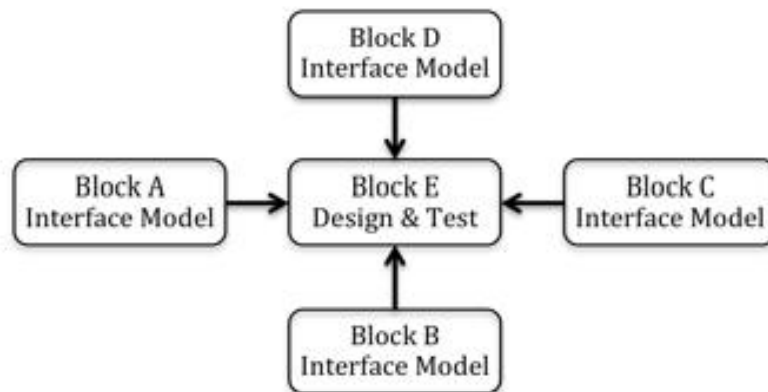 Block D
Interface Model
Block A
Interface Model
Block E
Design & Test
Block C
Interface Model
Block B
Interface Model